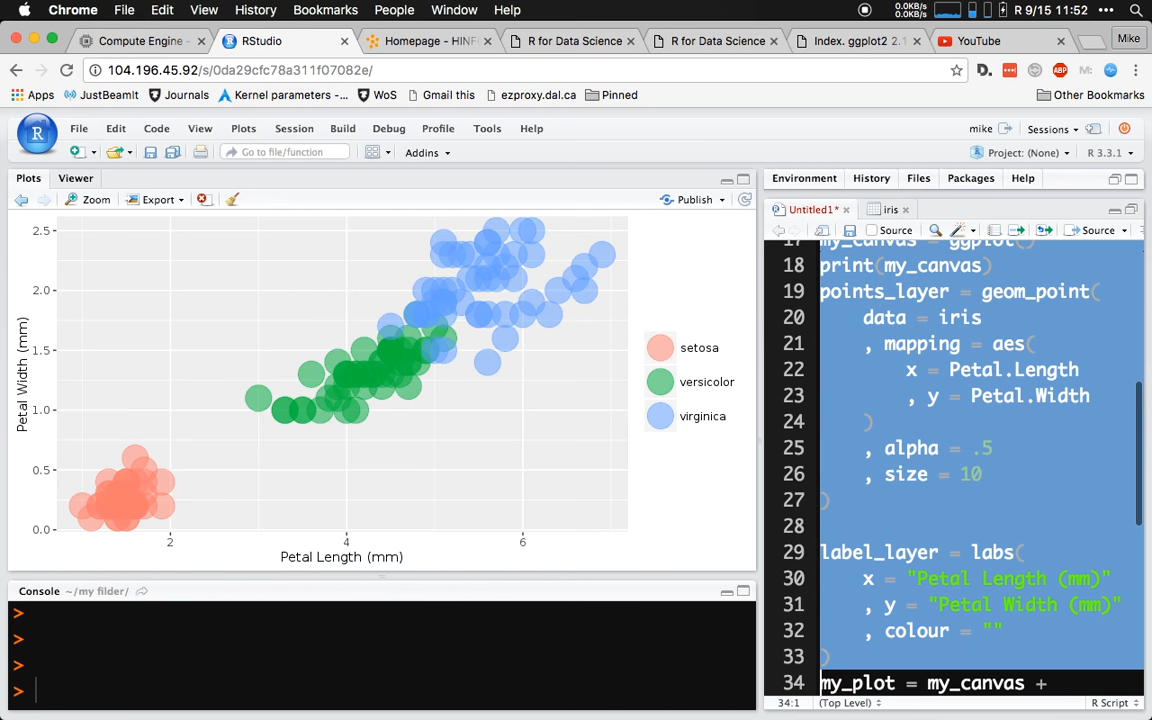 Chrome File Edit View History Bookmarks People Window Help 0.0KB/s 0.0KB/s R 9/15 11:52
Compute Engine - RStudio Homepage - HINF R for Data Science R for Data Science Index. ggplot2 2.1 YouTube Mike
104.196.45.92/s/0da29cfc78a311f07082e/ D. ABP M:
Apps JustBeamIt Journals Kernel parameters -... WoS Gmail this ezproxy.dal.ca Pinned Other Bookmarks
R File Edit Code View Plots Session Build Debug Profile Tools Help mike Sessions
Go to file/function Addins Project: (None) R 3.3.1
Plots Viewer
Zoom Export Publish
2.5
2.0
1.5
1.0
0.5
0.0
Petal Width (mm)
2 4 6
Petal Length (mm)
setosa
versicolor
virginica
Console ~/my filder/
>
>
>
>
Environment History Files Packages Help
Untitled1* iris
Source Source
17 my_canvas = ggplot()
18 print(my_canvas)
19 points_layer = geom_point(
20 data = iris
21 , mapping = aes(
22 x = Petal.Length
23 , y = Petal.Width
24 )
25 , alpha = .5
26 , size = 10
27 )
28
29 label_layer = labs(
30 x = "Petal Length (mm)"
31 , y = "Petal Width (mm)"
32 , colour = ""
33 )
34 my_plot = my_canvas +
34:1 (Top Level) R Script